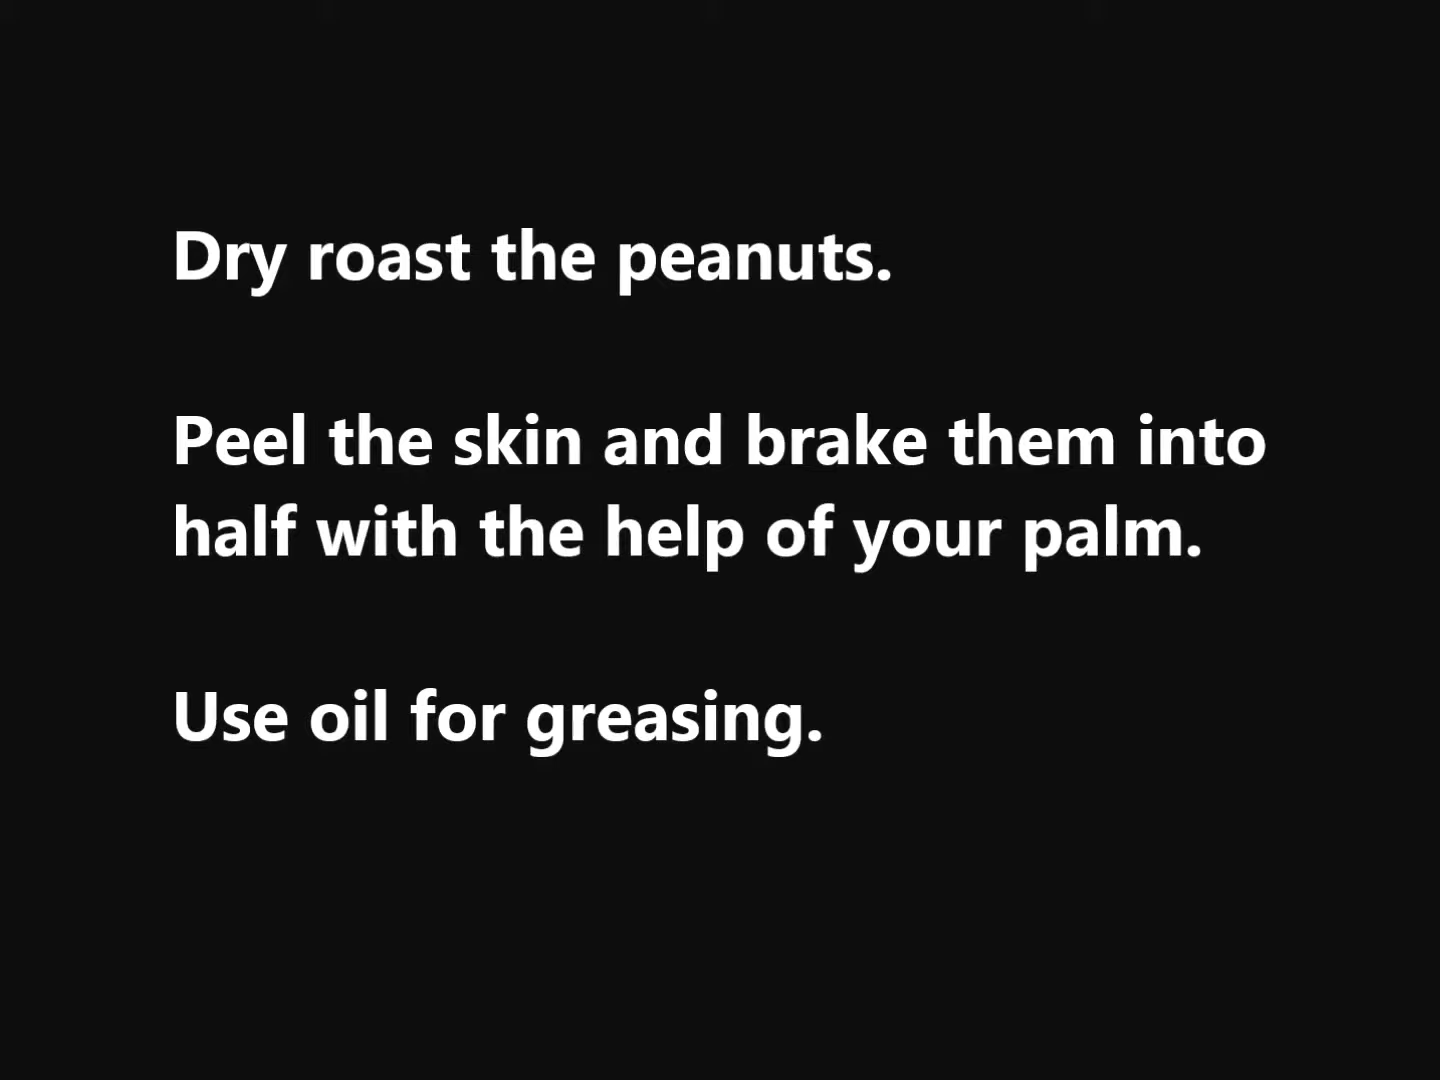 Dry roast the peanuts.
Peel the skin and brake them into
half with the help of your palm.
Use oil for greasing.